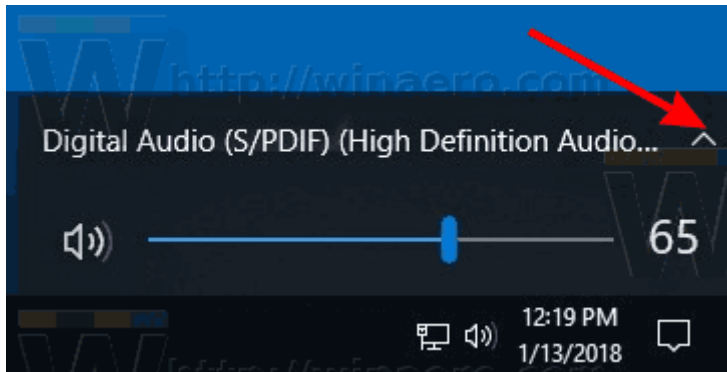 http://winaero.com
Digital Audio (S/PDIF) (High Definition Audio...
65
12:19 PM
1/13/2018